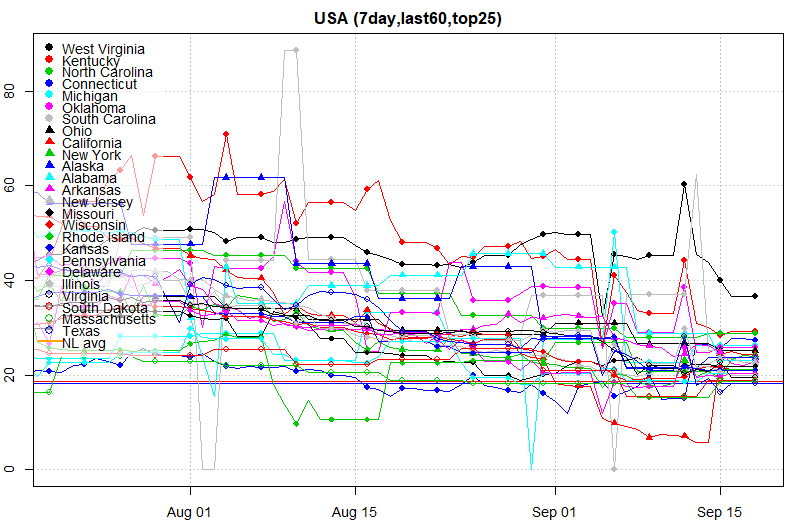 USA (7day,last60,top25)
80
60
40
20
0
West Virginia
Kentucky
North Carolina
Connecticut
Michigan
Oklahoma
South Carolina
Ohio
California
New York
Alaska
Alabama
Arkansas
New Jersey
Missouri
Wisconsin
Rhode Island
Kansas
Pennsylvania
Delaware
Illinois
Virginia
South Dakota
Massachusetts
Texas
NL avg
Aug 01
Aug 15
Sep 01
Sep 15